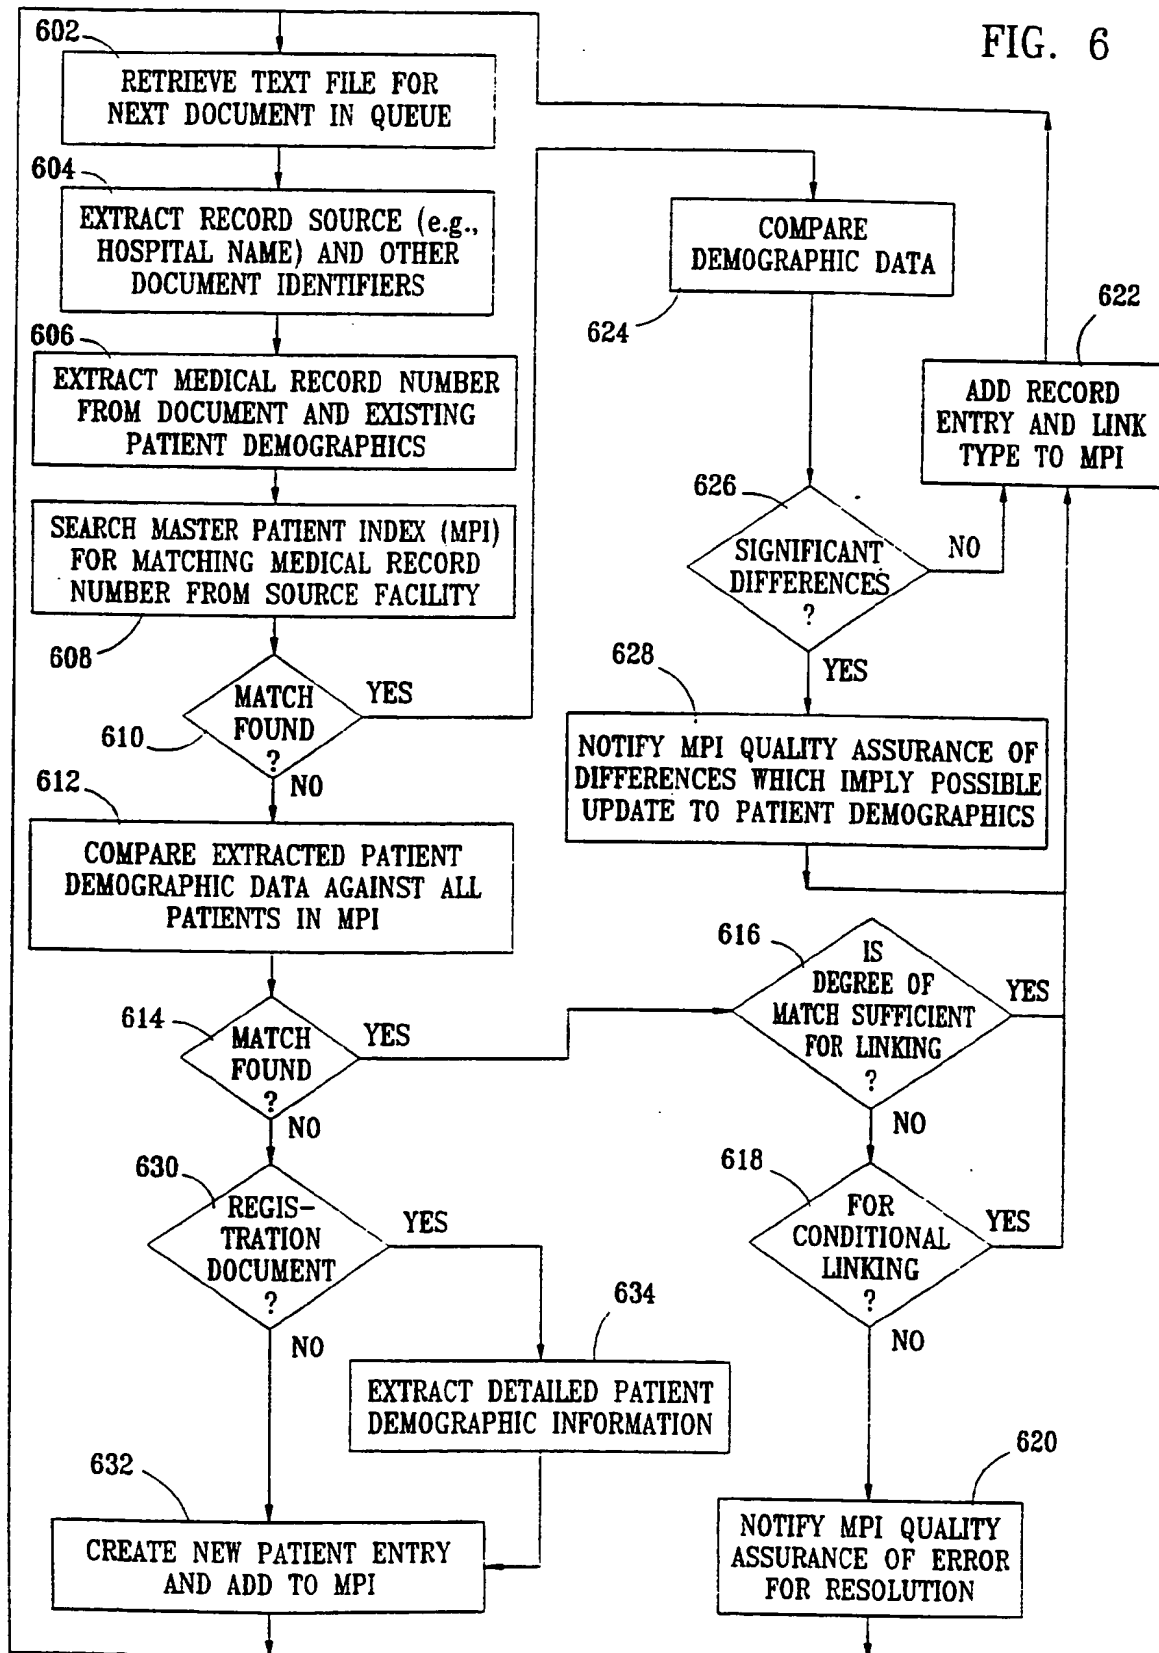 FIG. 6
602
RETRIEVE TEXT FILE FOR
NEXT DOCUMENT IN QUEUE
604
EXTRACT RECORD SOURCE (e.g.,
HOSPITAL NAME) AND OTHER
DOCUMENT IDENTIFIERS
606
EXTRACT MEDICAL RECORD NUMBER
FROM DOCUMENT AND EXISTING
PATIENT DEMOGRAPHICS
SEARCH MASTER PATIENT INDEX (MPI)
FOR MATCHING MEDICAL RECORD
NUMBER FROM SOURCE FACILITY
608
MATCH
FOUND
?
YES
610
NO
612
COMPARE EXTRACTED PATIENT
DEMOGRAPHIC DATA AGAINST ALL
PATIENTS IN MPI
614
MATCH
FOUND
?
YES
NO
630
REGIS-
TRATION
DOCUMENT
?
YES
NO
634
EXTRACT DETAILED PATIENT
DEMOGRAPHIC INFORMATION
632
CREATE NEW PATIENT ENTRY
AND ADD TO MPI
COMPARE
DEMOGRAPHIC DATA
624
622
ADD RECORD
ENTRY AND LINK
TYPE TO MPI
626
SIGNIFICANT
DIFFERENCES
?
NO
YES
628
NOTIFY MPI QUALITY ASSURANCE OF
DIFFERENCES WHICH IMPLY POSSIBLE
UPDATE TO PATIENT DEMOGRAPHICS
616
IS
DEGREE OF
MATCH SUFFICIENT
FOR LINKING
?
YES
NO
618
FOR
CONDITIONAL
LINKING
?
YES
NO
620
NOTIFY MPI QUALITY
ASSURANCE OF ERROR
FOR RESOLUTION